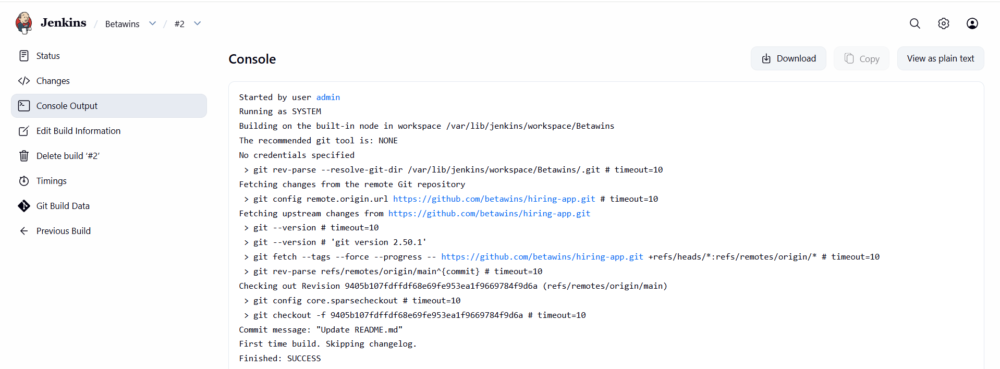 Jenkins / Betawins / #2
Status
Changes
Console Output
Edit Build Information
Delete build ‘#2’
Timings
Git Build Data
Previous Build
Console
Download
Copy
View as plain text
Started by user admin
Running as SYSTEM
Building on the built-in node in workspace /var/lib/jenkins/workspace/Betawins
The recommended git tool is: NONE
No credentials specified
 > git rev-parse --resolve-git-dir /var/lib/jenkins/workspace/Betawins/.git # timeout=10
Fetching changes from the remote Git repository
 > git config remote.origin.url https://github.com/betawins/hiring-app.git # timeout=10
Fetching upstream changes from https://github.com/betawins/hiring-app.git
 > git --version # timeout=10
 > git --version # 'git version 2.50.1'
 > git fetch --tags --force --progress -- https://github.com/betawins/hiring-app.git +refs/heads/*:refs/remotes/origin/* # timeout=10
 > git rev-parse refs/remotes/origin/main^{commit} # timeout=10
Checking out Revision 9405b107fdffdf68e69fe953ea1f9669784f9d6a (refs/remotes/origin/main)
 > git config core.sparsecheckout # timeout=10
 > git checkout -f 9405b107fdffdf68e69fe953ea1f9669784f9d6a # timeout=10
Commit message: "Update README.md"
First time build. Skipping changelog.
Finished: SUCCESS